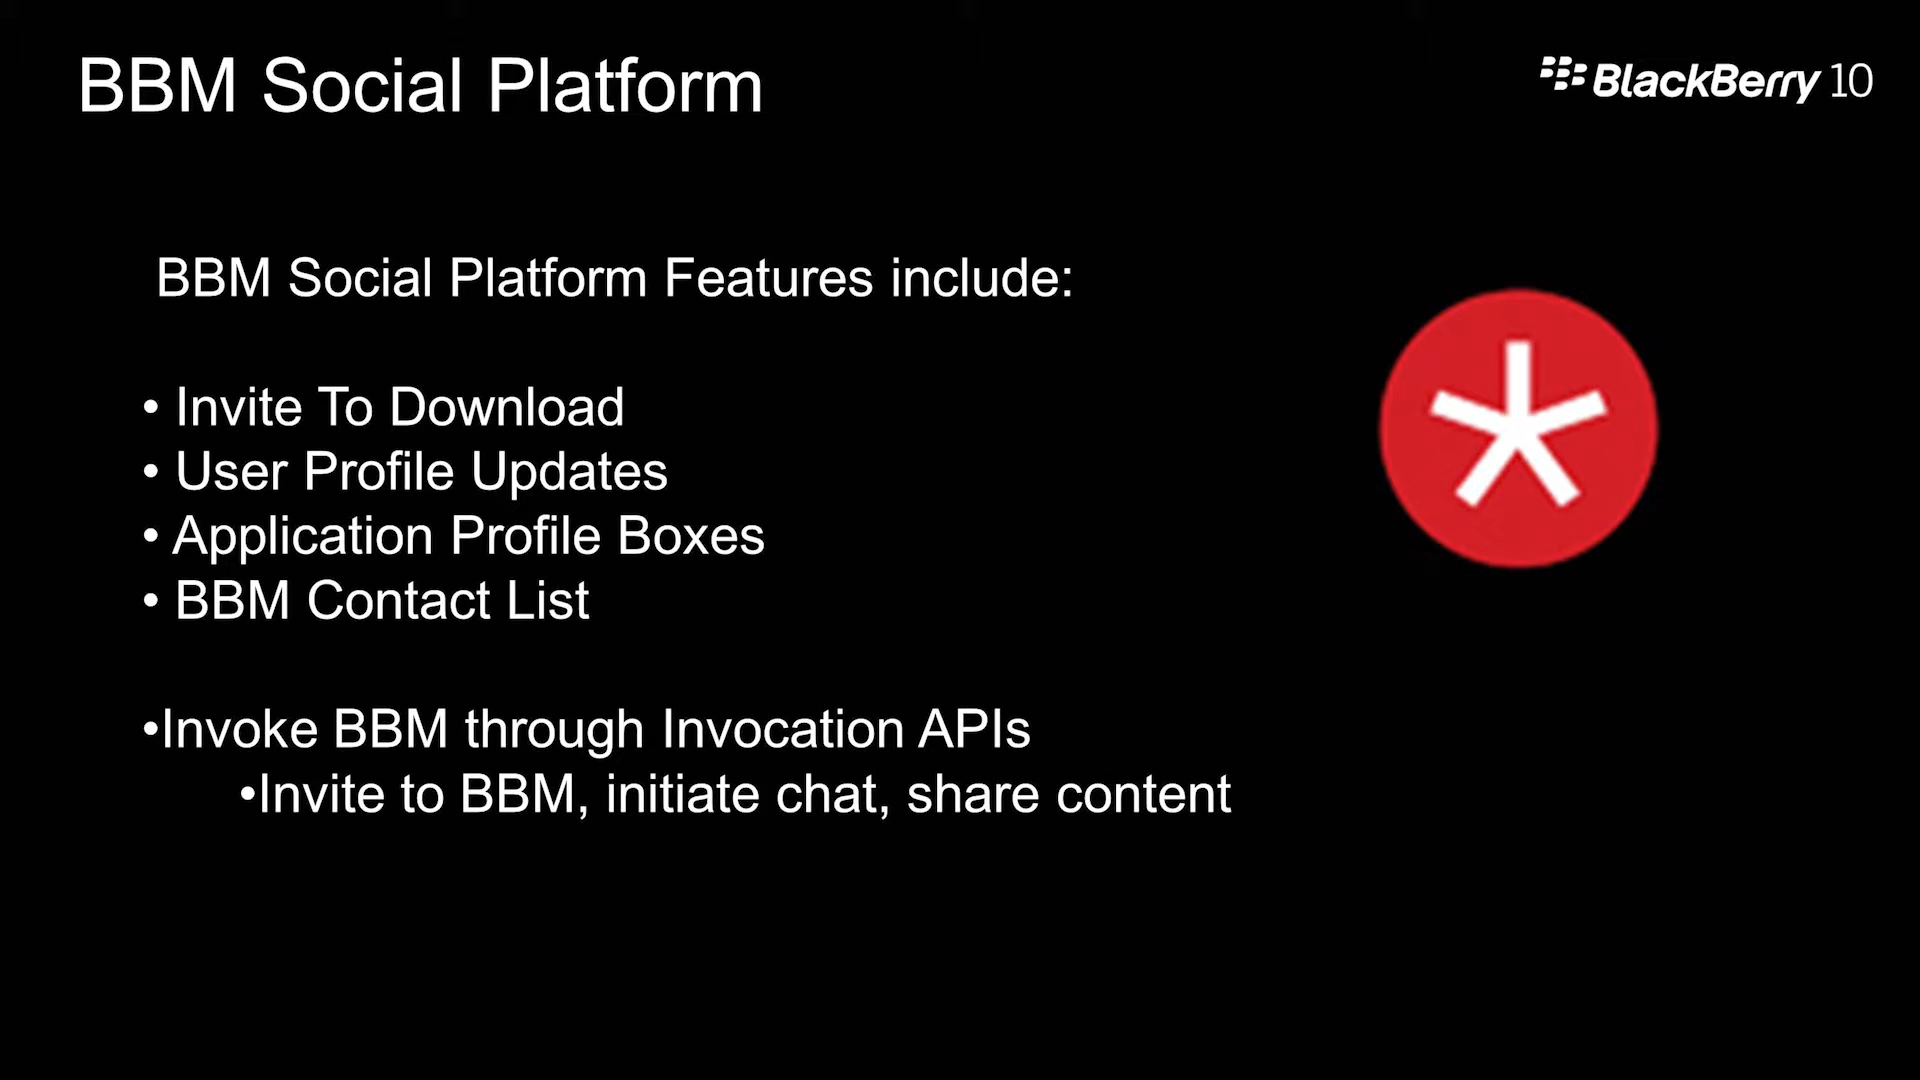 BBM Social Platform
BlackBerry 10
BBM Social Platform Features include:
• Invite To Download
• User Profile Updates
• Application Profile Boxes
• BBM Contact List
•Invoke BBM through Invocation APIs
•Invite to BBM, initiate chat, share content